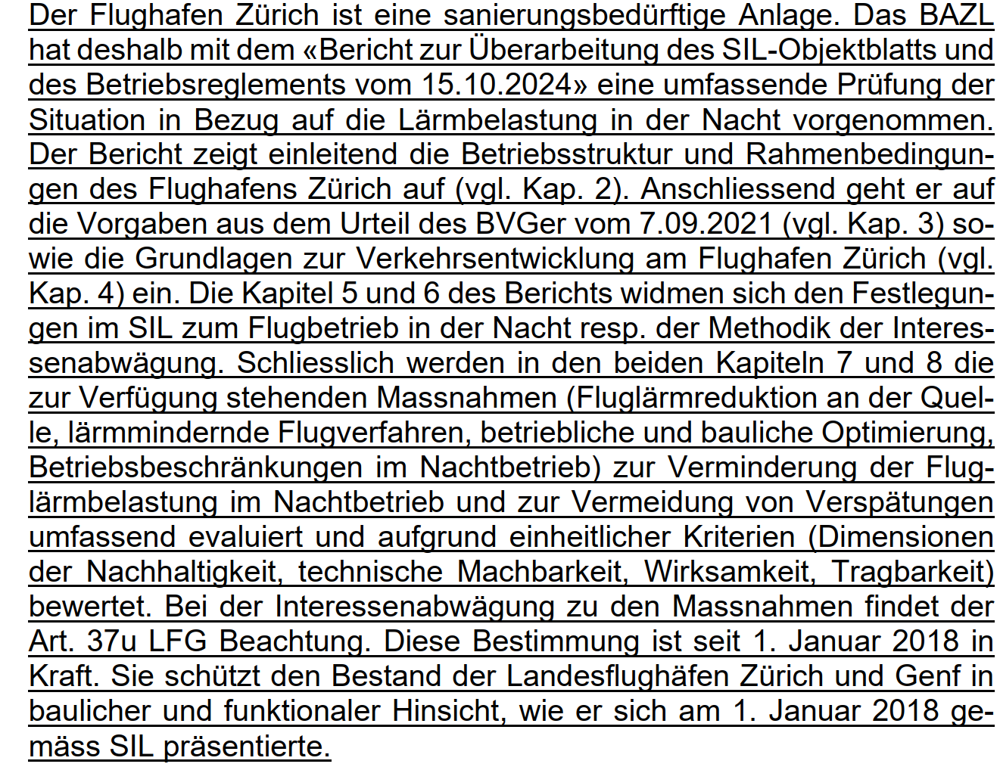 Der Flughafen Zürich ist eine sanierungsbedürftige Anlage. Das BAZL
hat deshalb mit dem «Bericht zur Überarbeitung des SIL-Objektblatts und
des Betriebsreglements vom 15.10.2024» eine umfassende Prüfung der
Situation in Bezug auf die Lärmbelastung in der Nacht vorgenommen.
Der Bericht zeigt einleitend die Betriebsstruktur und Rahmenbedingun-
gen des Flughafens Zürich auf (vgl. Kap. 2). Anschliessend geht er auf
die Vorgaben aus dem Urteil des BVGer vom 7.09.2021 (vgl. Kap. 3) so-
wie die Grundlagen zur Verkehrsentwicklung am Flughafen Zürich (vgl.
Kap. 4) ein. Die Kapitel 5 und 6 des Berichts widmen sich den Festlegun-
gen im SIL zum Flugbetrieb in der Nacht resp. der Methodik der Interes-
senabwägung. Schliesslich werden in den beiden Kapiteln 7 und 8 die
zur Verfügung stehenden Massnahmen (Fluglärmreduktion an der Quel-
le, lärmmindernde Flugverfahren, betriebliche und bauliche Optimierung,
Betriebsbeschränkungen im Nachtbetrieb) zur Verminderung der Flug-
lärmbelastung im Nachtbetrieb und zur Vermeidung von Verspätungen
umfassend evaluiert und aufgrund einheitlicher Kriterien (Dimensionen
der Nachhaltigkeit, technische Machbarkeit, Wirksamkeit, Tragbarkeit)
bewertet. Bei der Interessenabwägung zu den Massnahmen findet der
Art. 37u LFG Beachtung. Diese Bestimmung ist seit 1. Januar 2018 in
Kraft. Sie schützt den Bestand der Landesflughäfen Zürich und Genf in
baulicher und funktionaler Hinsicht, wie er sich am 1. Januar 2018 ge-
mäss SIL präsentierte.